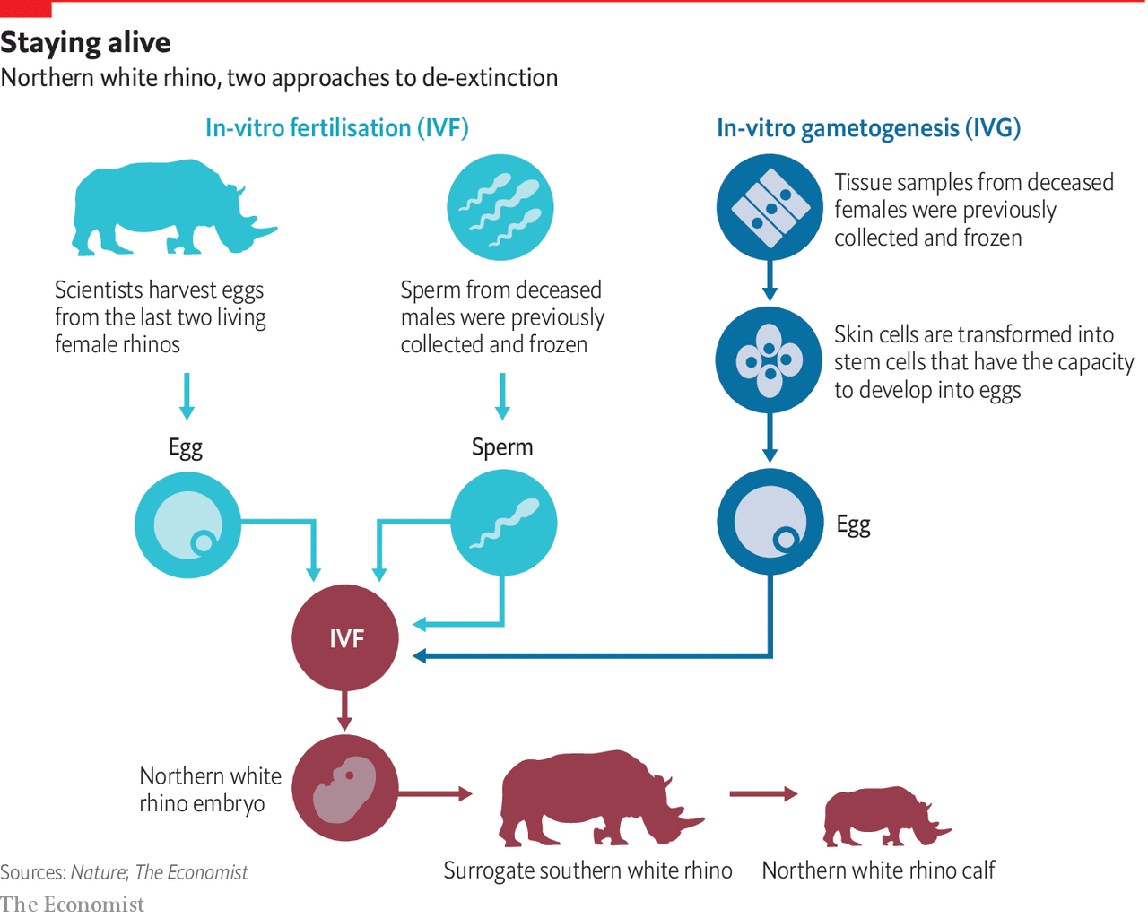 Staying alive
Northern white rhino, two approaches to de-extinction
In-vitro fertilisation (IVF)
Scientists harvest eggs
from the last two living
female rhinos
Sperm from deceased
males were previously
collected and frozen
Egg
Sperm
In-vitro gametogenesis (IVG)
Tissue samples from deceased
females were previously
collected and frozen
Skin cells are transformed into
stem cells that have the capacity
to develop into eggs
Egg
IVF
Northern white
rhino embryo
Surrogate southern white rhino
Northern white rhino calf
Sources: Nature; The Economist
The Economist